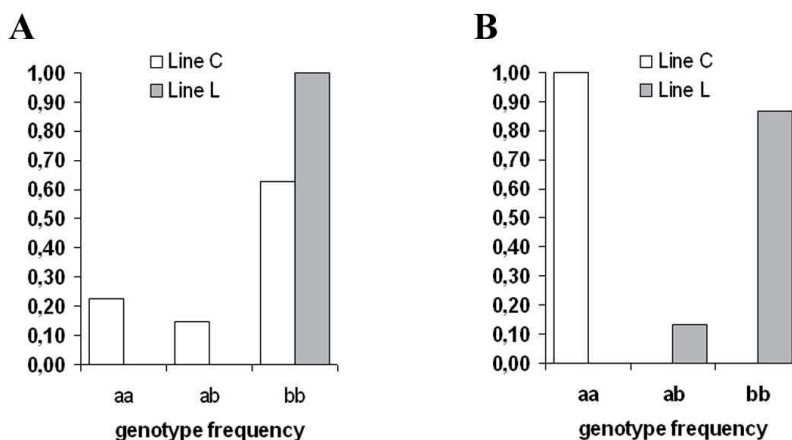 A
Line C
Line L
1,00
0,90
0,80
0,70
0,60
0,50
0,40
0,30
0,20
0,10
0,00
aa ab bb
genotype frequency
B
Line C
Line L
1,00
0,90
0,80
0,70
0,60
0,50
0,40
0,30
0,20
0,10
0,00
aa ab bb
genotype frequency